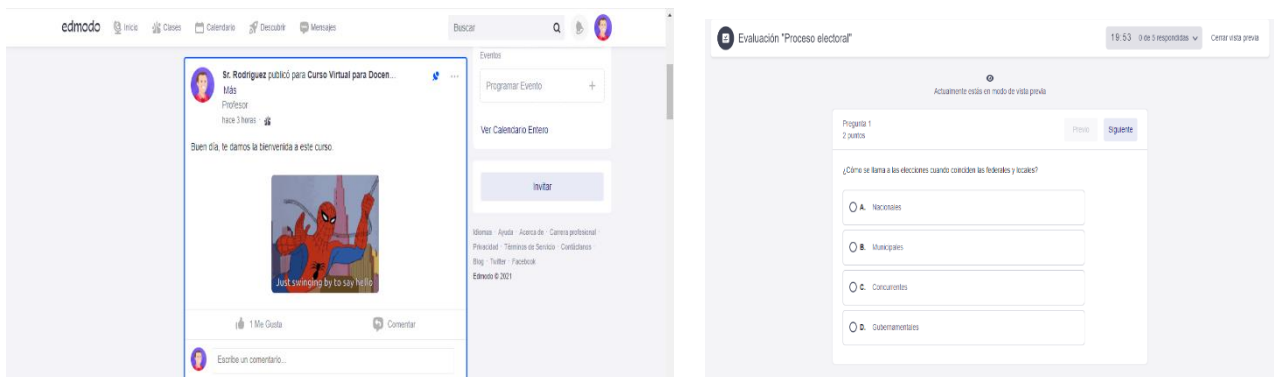 edmodo Inicio Clases Calendario Descubrir Mensajes Buscar
Sr. Rodríguez publicó para Curso Virtual para Docen...
Más
Profesor
hace 3 horas ·
Buen día, te damos la bienvenida a este curso.
Just swinging by to say hello
1 Me Gusta Comentar
Escribe un comentario...
Eventos
Programar Evento +
Ver Calendario Entero
Invitar
Idiomas · Ayuda · Acerca de · Carrera profesional ·
Privacidad · Términos de Servicio · Contáctanos ·
Blog · Twitter · Facebook
Edmodo © 2021
Evaluación "Proceso electoral" 19:53 0 de 5 respondidas Cerrar vista previa
Actualmente estás en modo de vista previa
Pregunta 1
2 puntos
Previo Siguiente
¿Cómo se llama a las elecciones cuando coinciden las federales y locales?
A. Nacionales
B. Municipales
C. Concurrentes
D. Gubernamentales